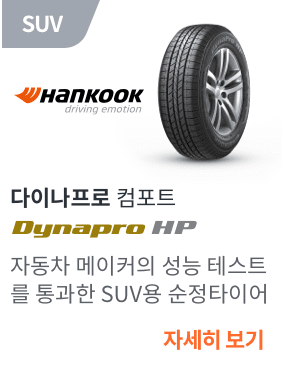 SUV
HANKOOK
driving emotion
다이나프로 컴포트
Dynapro HP
자동차 메이커의 성능 테스트
를 통과한 SUV용 순정타이어
자세히 보기